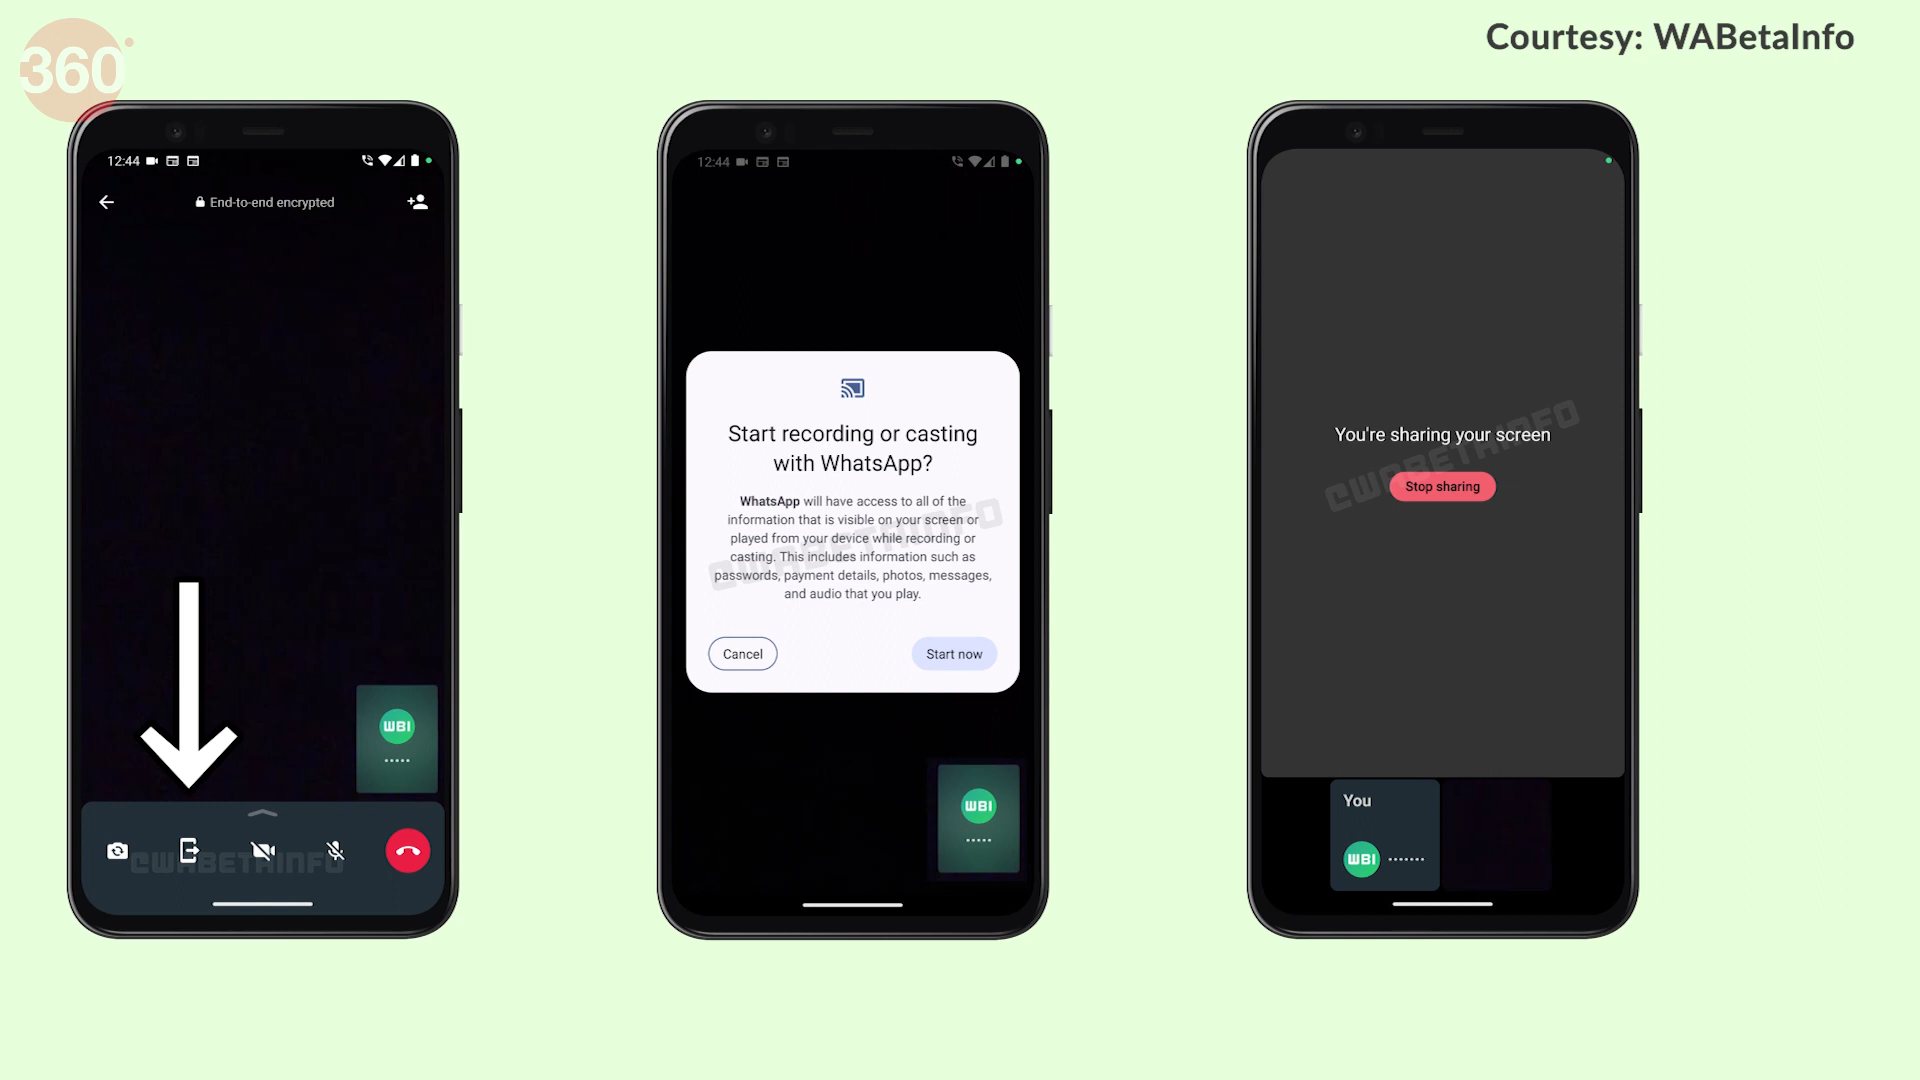 360°
Courtesy: WABetaInfo
12:44
End-to-end encrypted
WBI
CWABETAINFO
12:44
Start recording or casting
with WhatsApp?
WhatsApp will have access to all of the
information that is visible on your screen or
played from your device while recording or
casting. This includes information such as
passwords, payment details, photos, messages,
and audio that you play.
CWABETAINFO
Cancel
Start now
WBI
You're sharing your screen
CWABETAINFO
Stop sharing
You
WBI